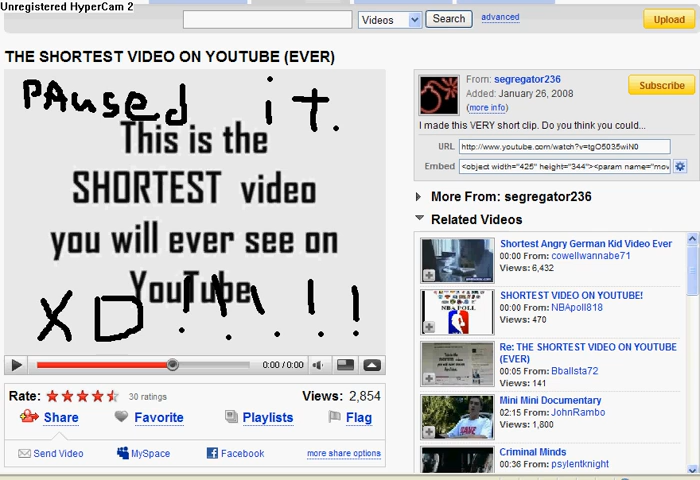 Unregistered HyperCam 2
Videos
Search
advanced
Upload
THE SHORTEST VIDEO ON YOUTUBE (EVER)
PAused it.
This is the
SHORTEST video
you will ever see on
YouTube
XD !!!!!
0:00 / 0:00
Rate:
30 ratings
Views: 2,854
Share
Favorite
Playlists
Flag
Send Video
MySpace
Facebook
more share options
From: segregator236
Added: January 26, 2008
(more info)
Subscribe
I made this VERY short clip. Do you think you could...
URL
http://www.youtube.com/watch?v=tgO5035wiN0
Embed
<object width="425" height="344"><param name="mov
More From: segregator236
Related Videos
Shortest Angry German Kid Video Ever
00:00 From: cowellwannabe71
Views: 6,432
NBA POLL
SHORTEST VIDEO ON YOUTUBE!
00:00 From: NBApoll818
Views: 470
Re: THE SHORTEST VIDEO ON YOUTUBE
(EVER)
00:05 From: Bballsta72
Views: 141
Mini Mini Documentary
02:15 From: JohnRambo
Views: 1,800
Criminal Minds
00:36 From: psylentknight